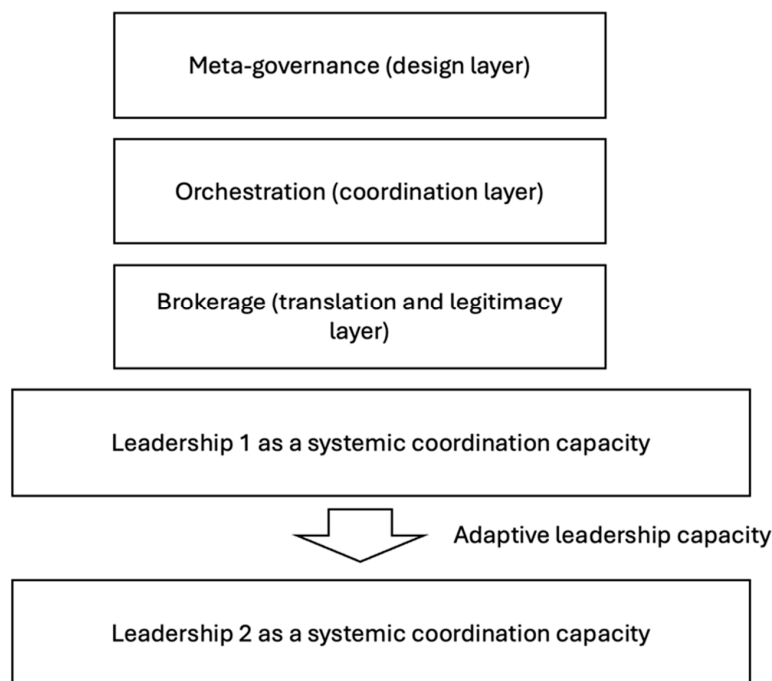 Meta-governance (design layer)
Orchestration (coordination layer)
Brokerage (translation and legitimacy
layer)
Leadership 1 as a systemic coordination capacity
Adaptive leadership capacity
Leadership 2 as a systemic coordination capacity